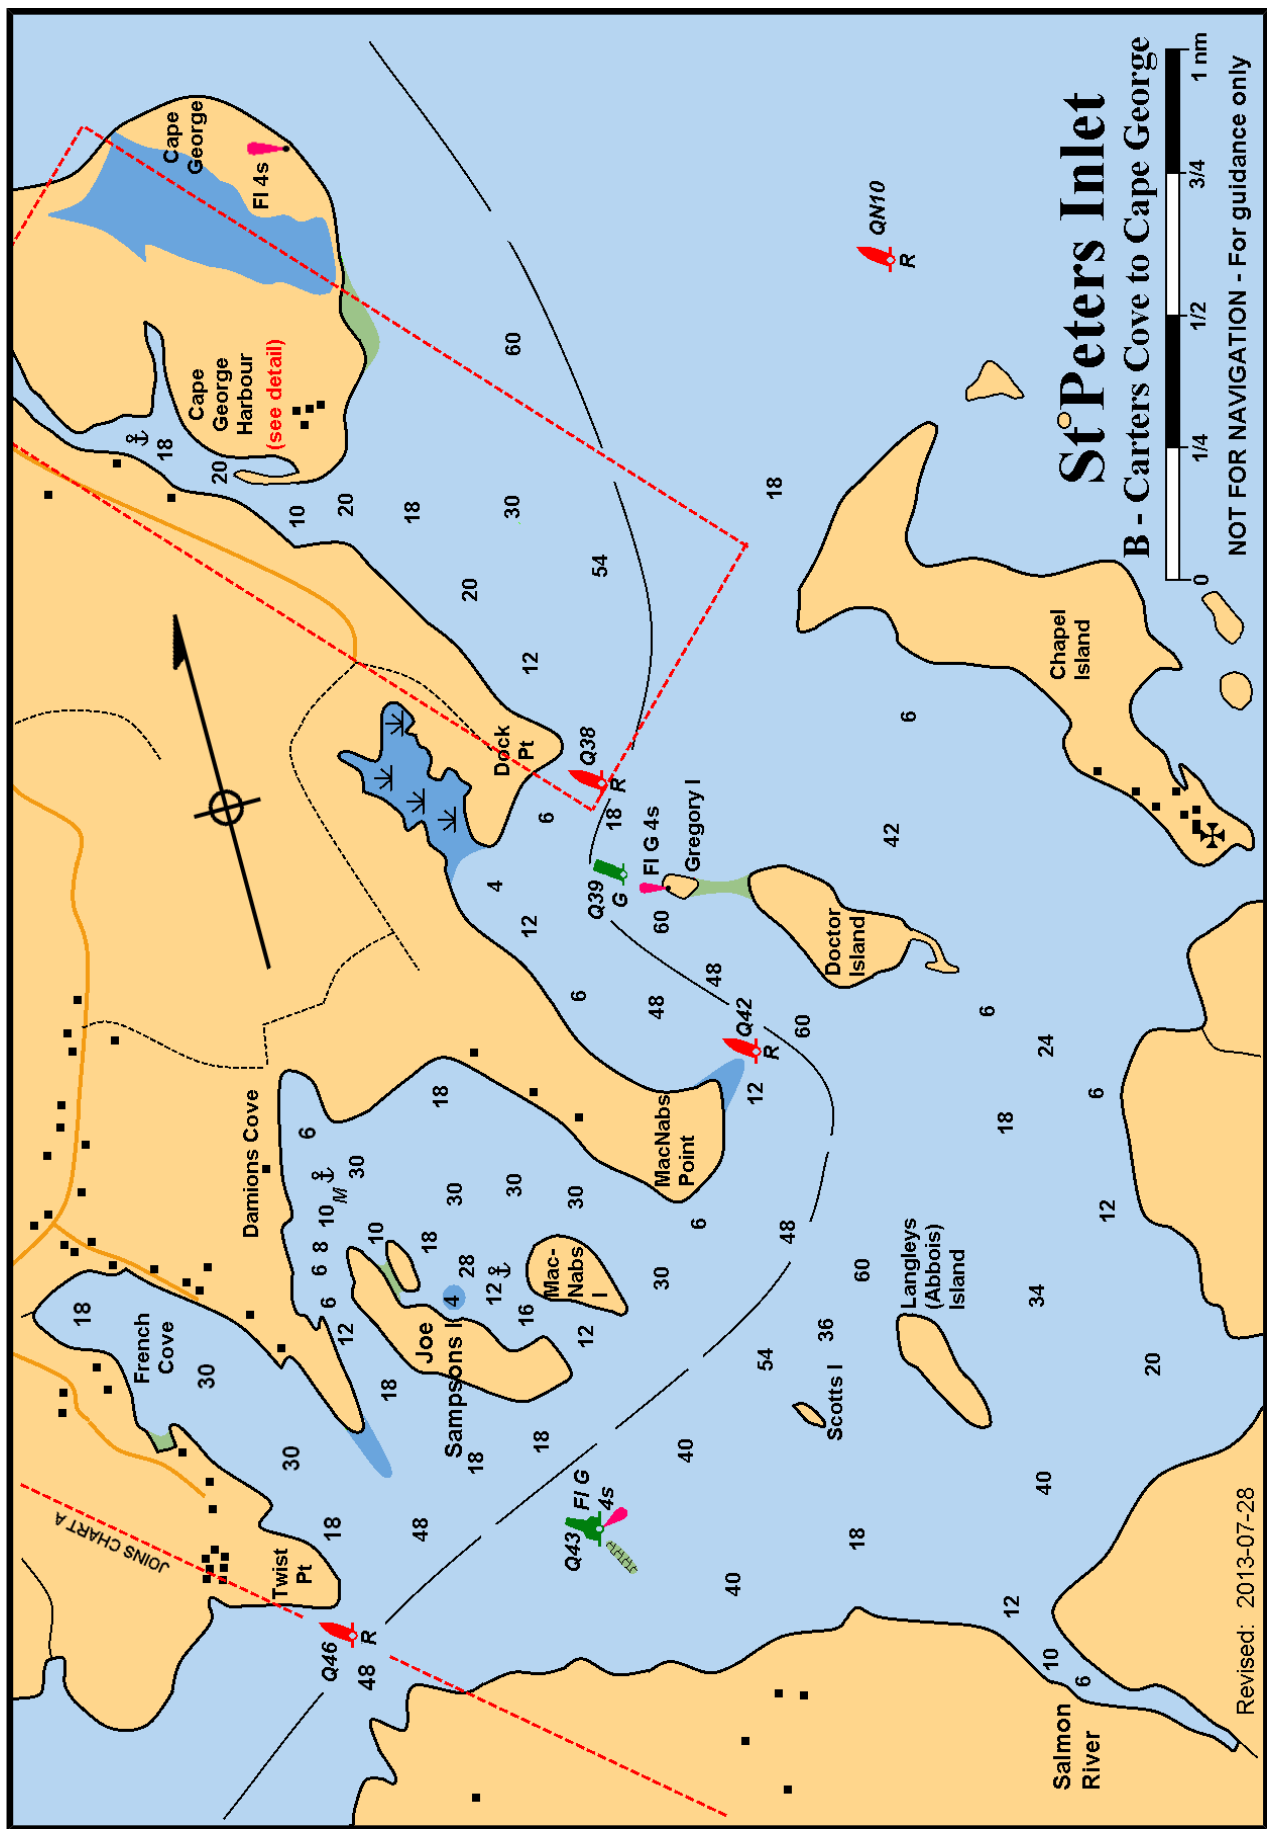 St Peters Inlet
B - Carters Cove to Cape George
0 1/4 1/2 3/4 1 nm
NOT FOR NAVIGATION - For guidance only
Revised: 2013-07-28
JOINS CHART A
Twist
Pt
Q46
R
48
French
Cove
18
30
30
18
48
Damions Cove
6
M
10
8
6
6
12
18
10
30
18
18
28
4
12
16
12
30
30
30
Joe
Sampsons I
18
18
Mac-
Nabs
I
MacNabs
Point
6
30
48
60
36
54
40
40
Q43
Fl G
4s
Scotts I
Langleys
(Abbois)
Island
34
20
40
18
12
10
6
Salmon
River
12
6
18
24
6
12
Q42
R
60
48
48
6
60
12
4
6
18
Q39
G
Fl G 4s
Gregory I
Doctor
Island
42
6
Q38
R
Dock
Pt
12
20
54
30
18
20
10
20
18
60
18
Cape
George
Harbour
(see detail)
Cape
George
Fl 4s
QN10
R
Chapel
Island